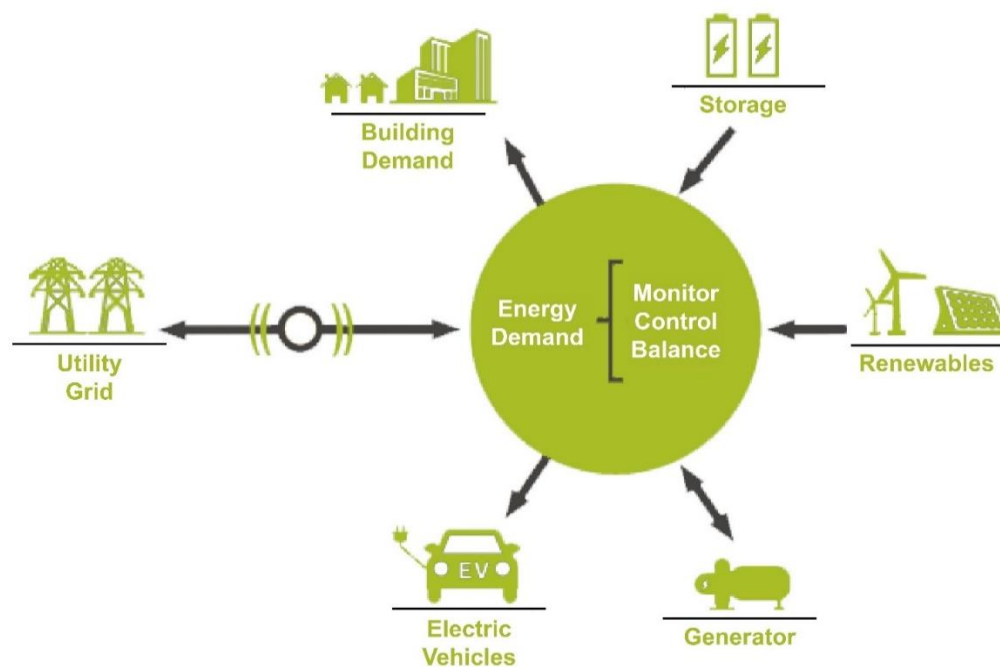 Building
Demand
Storage
Utility
Grid
Energy
Demand
Monitor
Control
Balance
Renewables
EV
Electric
Vehicles
Generator